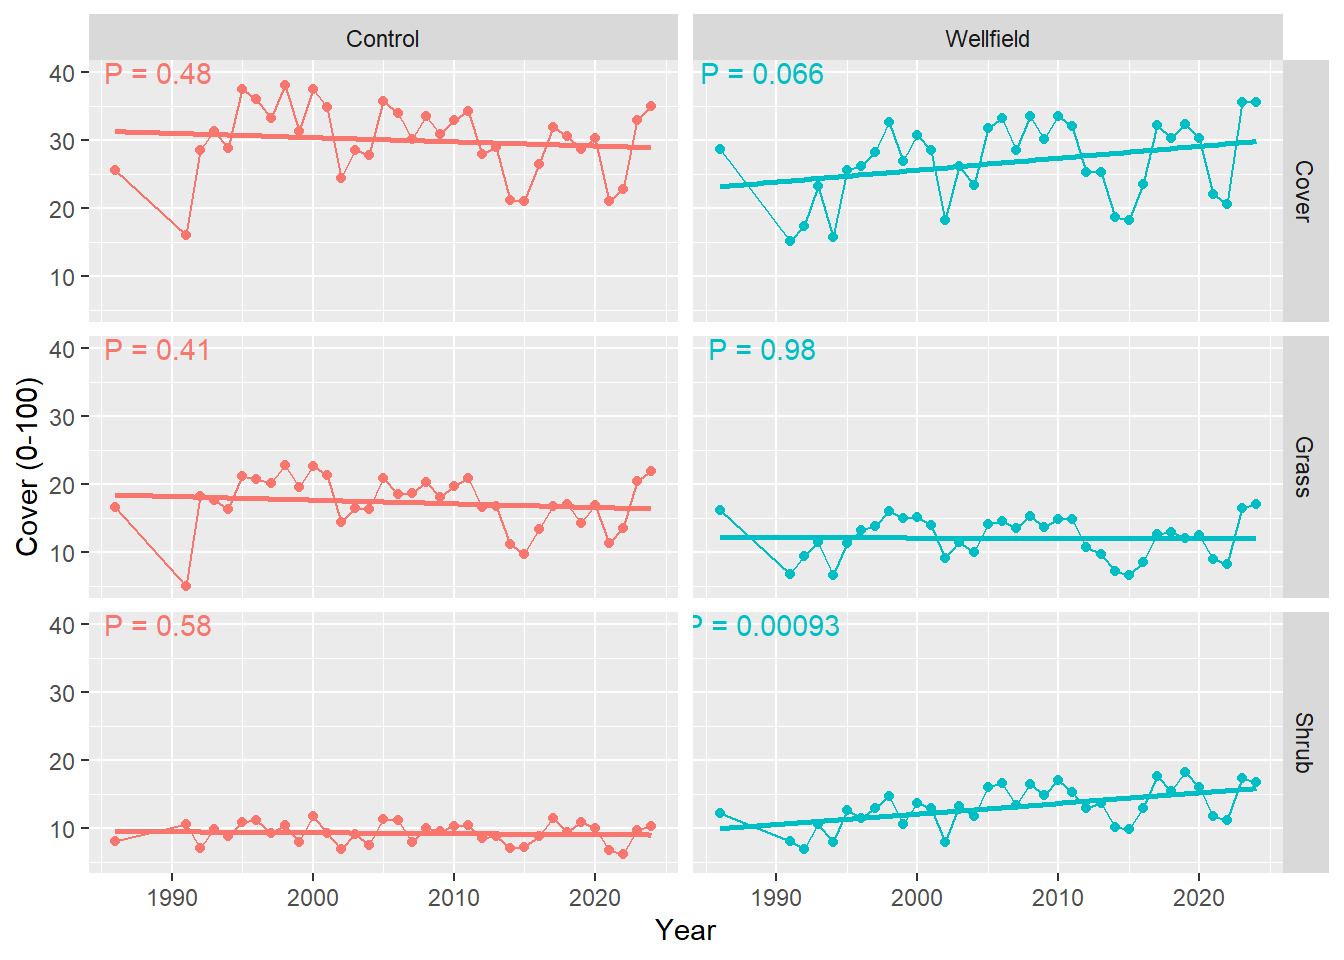 Control Wellfield
P = 0.48 P = 0.066
40
30
20
10
Cover
P = 0.41 P = 0.98
40
30
20
10
Grass
P = 0.58 P = 0.00093
40
30
20
10
Shrub
Cover (0-100)
1990 2000 2010 2020 1990 2000 2010 2020
Year